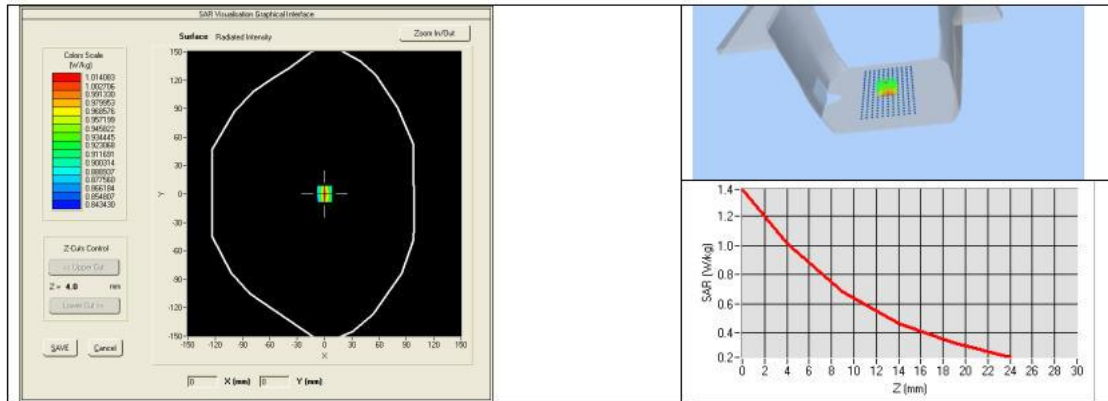 SAR Visualisation Graphical Interface
Surface Radiated Intensity
Zoom In/Out
Colors Scale
(W/kg)
1.014083
1.002706
0.991330
0.979953
0.968576
0.957199
0.945822
0.934445
0.923068
0.911691
0.900314
0.888937
0.877560
0.866184
0.854807
0.843430
Z-Cuts Control
<< Upper Cut
Z = 4.0 mm
Lower Cut >>
SAVE Cancel
150
120
90
60
30
0
-30
-60
-90
-120
-150
Y
-150 -120 -90 -60 -30 0 30 60 90 120 150
X
0 X (mm) 0 Y (mm)
1.4
1.2
1.0
0.8
0.6
0.4
0.2
SAR (W/kg)
0 2 4 6 8 10 12 14 16 18 20 22 24 26 28 30
Z (mm)